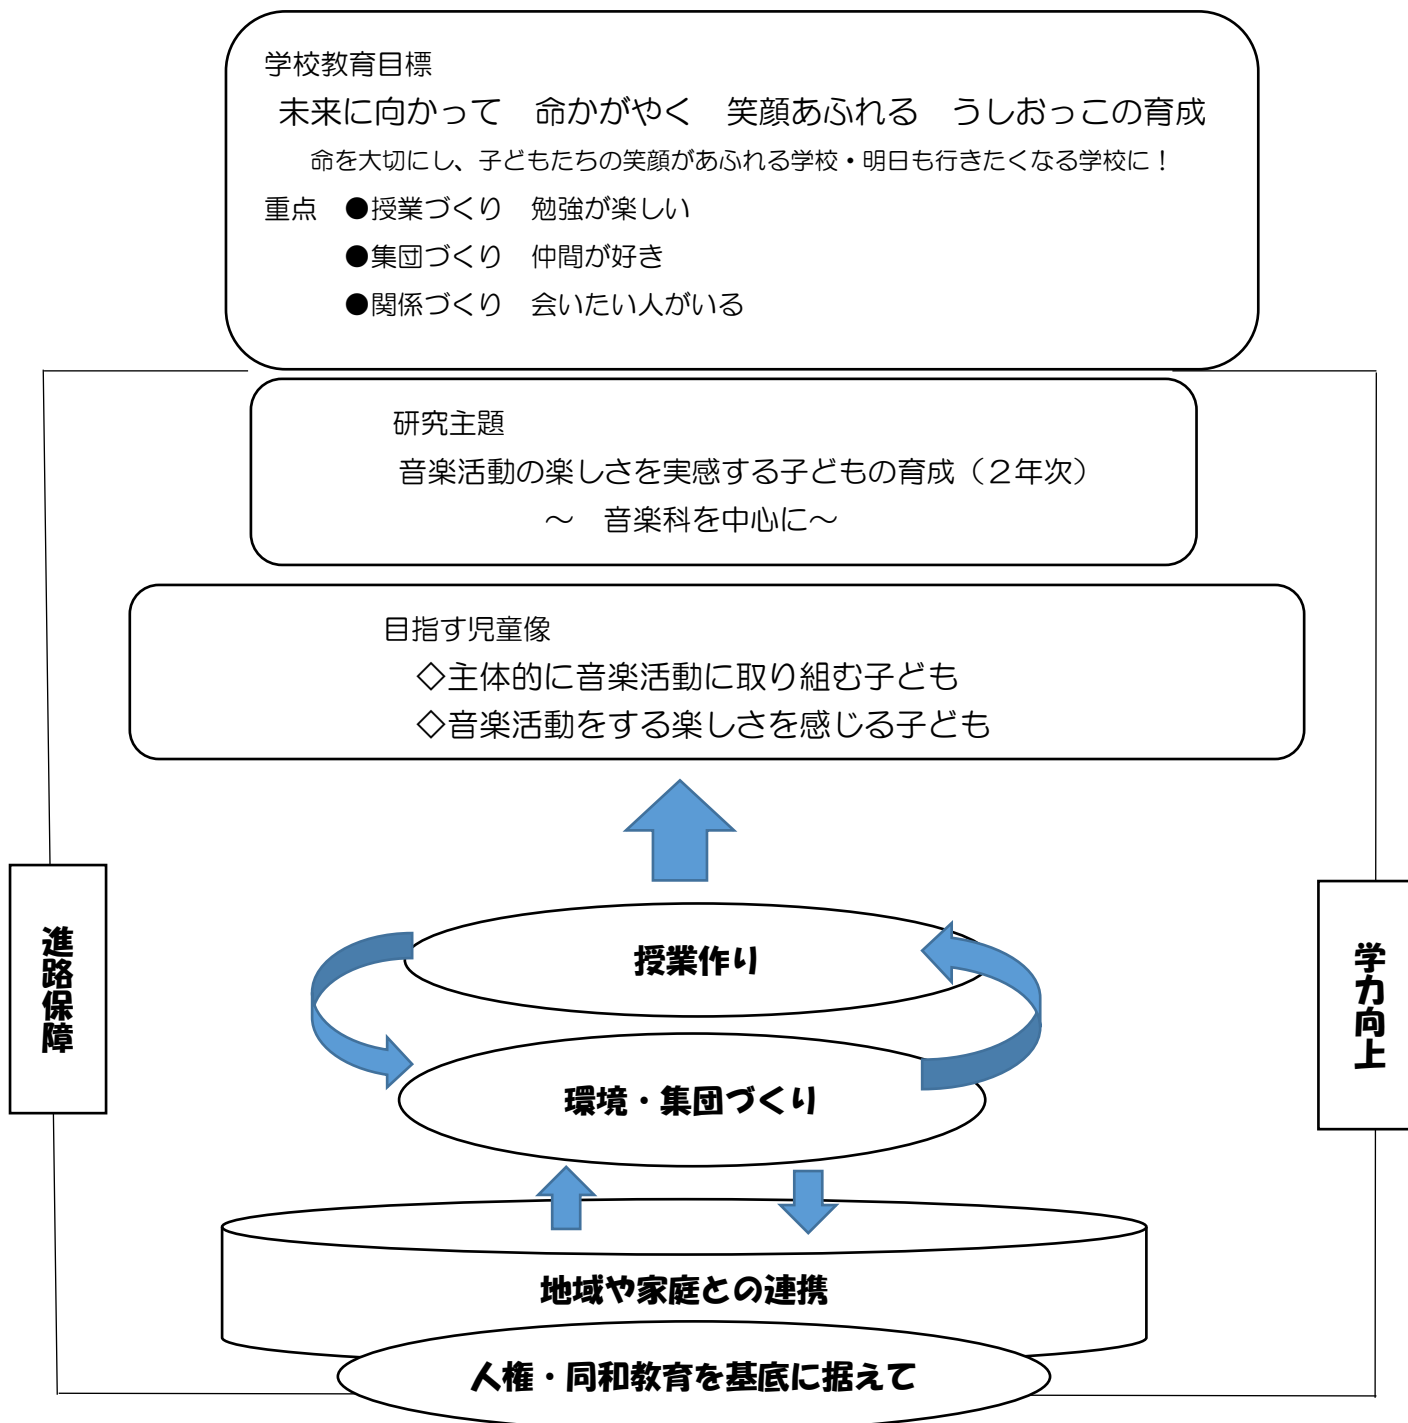 学校教育目標
未来に向かって　命かがやく　笑顔あふれる　うしおっこの育成
命を大切にし、子どもたちの笑顔があふれる学校・明日も行きたくなる学校に！
重点　●授業づくり　勉強が楽しい
●集団づくり　仲間が好き
●関係づくり　会いたい人がいる
研究主題
音楽活動の楽しさを実感する子どもの育成（２年次）
～　音楽科を中心に～
目指す児童像
◇主体的に音楽活動に取り組む子ども
◇音楽活動をする楽しさを感じる子ども
進路保障
学力向上
授業作り
環境・集団づくり
地域や家庭との連携
人権・同和教育を基底に据えて